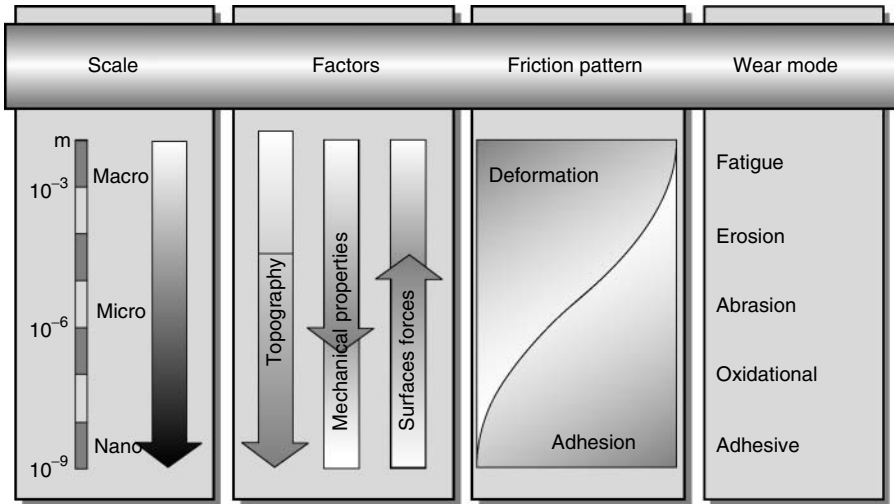 Scale
Factors
Friction pattern
Wear mode
m
10⁻³
10⁻⁶
10⁻⁹
Macro
Micro
Nano
Topography
Mechanical properties
Surfaces forces
Deformation
Adhesion
Fatigue
Erosion
Abrasion
Oxidational
Adhesive